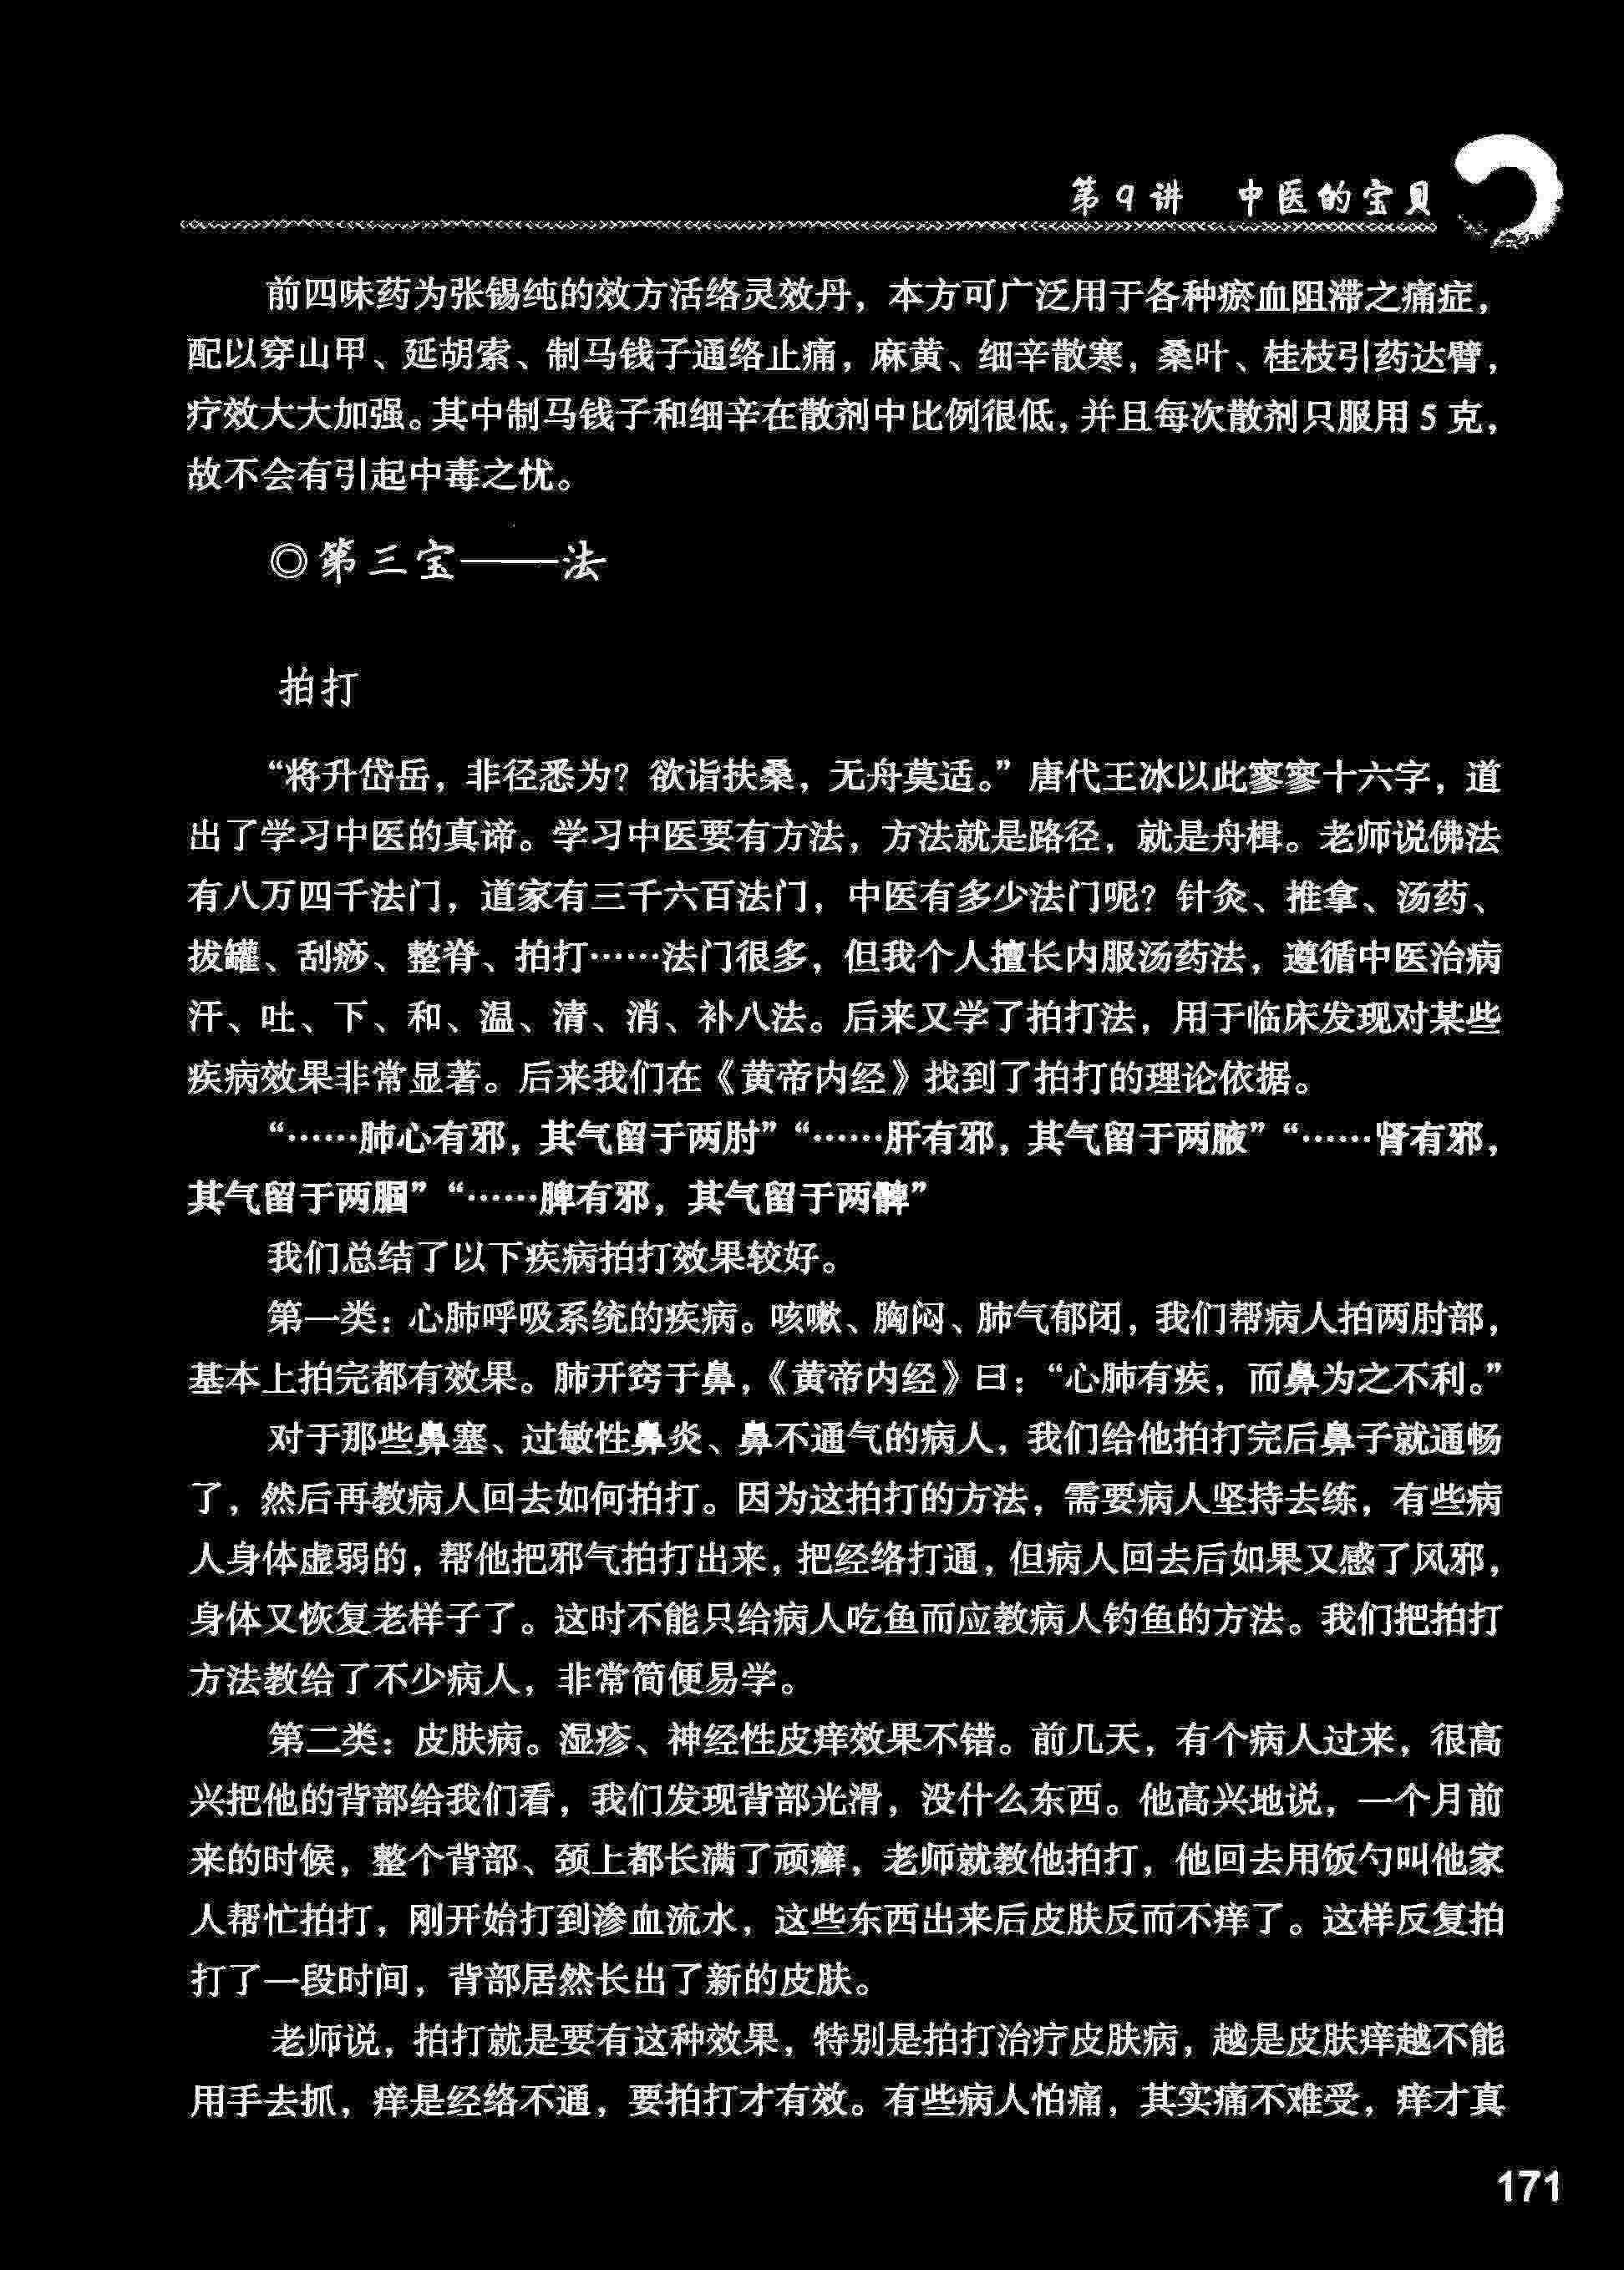 第9讲 中医的宝贝
前四味药为张锡纯的效方活络灵效丹，本方可广泛用于各种瘀血阻滞之痛症，
配以穿山甲、延胡索、制马钱子通络止痛，麻黄、细辛散寒，桑叶、桂枝引药达臂，
疗效大大加强。其中制马钱子和细辛在散剂中比例很低，并且每次散剂只服用5克，
故不会有引起中毒之忧。
◎第三宝——法
拍打
“将升岱岳，非径悉为？欲诣扶桑，无舟莫适。”唐代王冰以此寥寥十六字，道
出了学习中医的真谛。学习中医要有方法，方法就是路径，就是舟楫。老师说佛法
有八万四千法门，道家有三千六百法门，中医有多少法门呢？针灸、推拿、汤药、
拔罐、刮痧、整脊、拍打……法门很多，但我个人擅长内服汤药法，遵循中医治病
汗、吐、下、和、温、清、消、补八法。后来又学了拍打法，用于临床发现对某些
疾病效果非常显著。后来我们在《黄帝内经》找到了拍打的理论依据。
“……肺心有邪，其气留于两肘”“……肝有邪，其气留于两腋”“……肾有邪，
其气留于两腘”“……脾有邪，其气留于两髀”
我们总结了以下疾病拍打效果较好。
第一类：心肺呼吸系统的疾病。咳嗽、胸闷、肺气郁闭，我们帮病人拍两肘部，
基本上拍完都有效果。肺开窍于鼻，《黄帝内经》曰：“心肺有疾，而鼻为之不利。”
对于那些鼻塞、过敏性鼻炎、鼻不通气的病人，我们给他拍打完后鼻子就通畅
了，然后再教病人回去如何拍打。因为这拍打的方法，需要病人坚持去练，有些病
人身体虚弱的，帮他把邪气拍打出来，把经络打通，但病人回去后如果又感了风邪，
身体又恢复老样子了。这时不能只给病人吃鱼而应教病人钓鱼的方法。我们把拍打
方法教给了不少病人，非常简便易学。
第二类：皮肤病。湿疹、神经性皮痒效果不错。前几天，有个病人过来，很高
兴把他的背部给我们看，我们发现背部光滑，没什么东西。他高兴地说，一个月前
来的时候，整个背部、颈上都长满了顽癣，老师就教他拍打，他回去用饭勺叫他家
人帮忙拍打，刚开始打到渗血流水，这些东西出来后皮肤反而不痒了。这样反复拍
打了一段时间，背部居然长出了新的皮肤。
老师说，拍打就是要有这种效果，特别是拍打治疗皮肤病，越是皮肤痒越不能
用手去抓，痒是经络不通，要拍打才有效。有些病人怕痛，其实痛不难受，痒才真
171